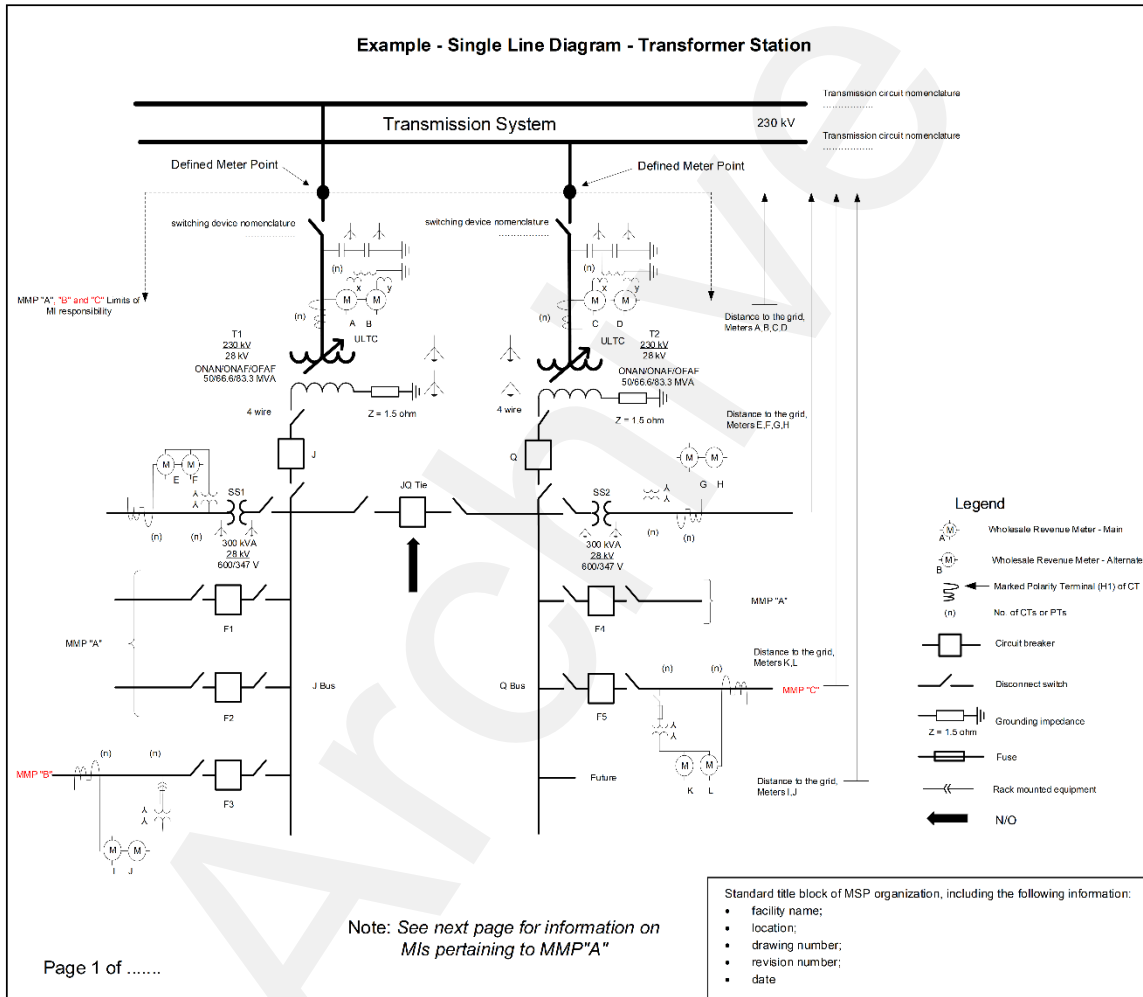 Example - Single Line Diagram - Transformer Station
Transmission circuit nomenclature
....................
Transmission System
230 kV
Transmission circuit nomenclature
....................
Defined Meter Point
Defined Meter Point
switching device nomenclature
....................
switching device nomenclature
....................
(n)
x
y
M
M
(n)
A
B
(n)
x
y
M
M
(n)
C
D
MMP "A", "B" and "C" Limits of
MI responsibility
Distance to the grid,
Meters A,B,C,D
T1
230 kV
28 kV
ULTC
ONAN/ONAF/OFAF
50/66.6/83.3 MVA
T2
230 kV
28 kV
ULTC
ONAN/ONAF/OFAF
50/66.6/83.3 MVA
4 wire
Z = 1.5 ohm
4 wire
Z = 1.5 ohm
Distance to the grid,
Meters E,F,G,H
J
Q
M
M
E
F
M
M
G
H
SS1
JQ Tie
SS2
(n)
(n)
(n)
(n)
300 kVA
28 kV
600/347 V
300 kVA
28 kV
600/347 V
Legend
M
A
Wholesale Revenue Meter - Main
M
B
Wholesale Revenue Meter - Alternate
Marked Polarity Terminal (H1) of CT
(n)
No. of CTs or PTs
Circuit breaker
Disconnect switch
Grounding impedance
Z = 1.5 ohm
Fuse
Rack mounted equipment
N/O
F1
MMP "A"
F2
J Bus
F4
MMP "A"
Distance to the grid,
Meters K,L
(n)
(n)
Q Bus
F5
MMP "C"
M
M
K
L
(n)
(n)
MMP "B"
F3
M
M
I
J
Future
Distance to the grid,
Meters I,J
Note: See next page for information on
MIs pertaining to MMP"A"
Page 1 of .......
Standard title block of MSP organization, including the following information:
• facility name;
• location;
• drawing number;
• revision number;
• date
Archive